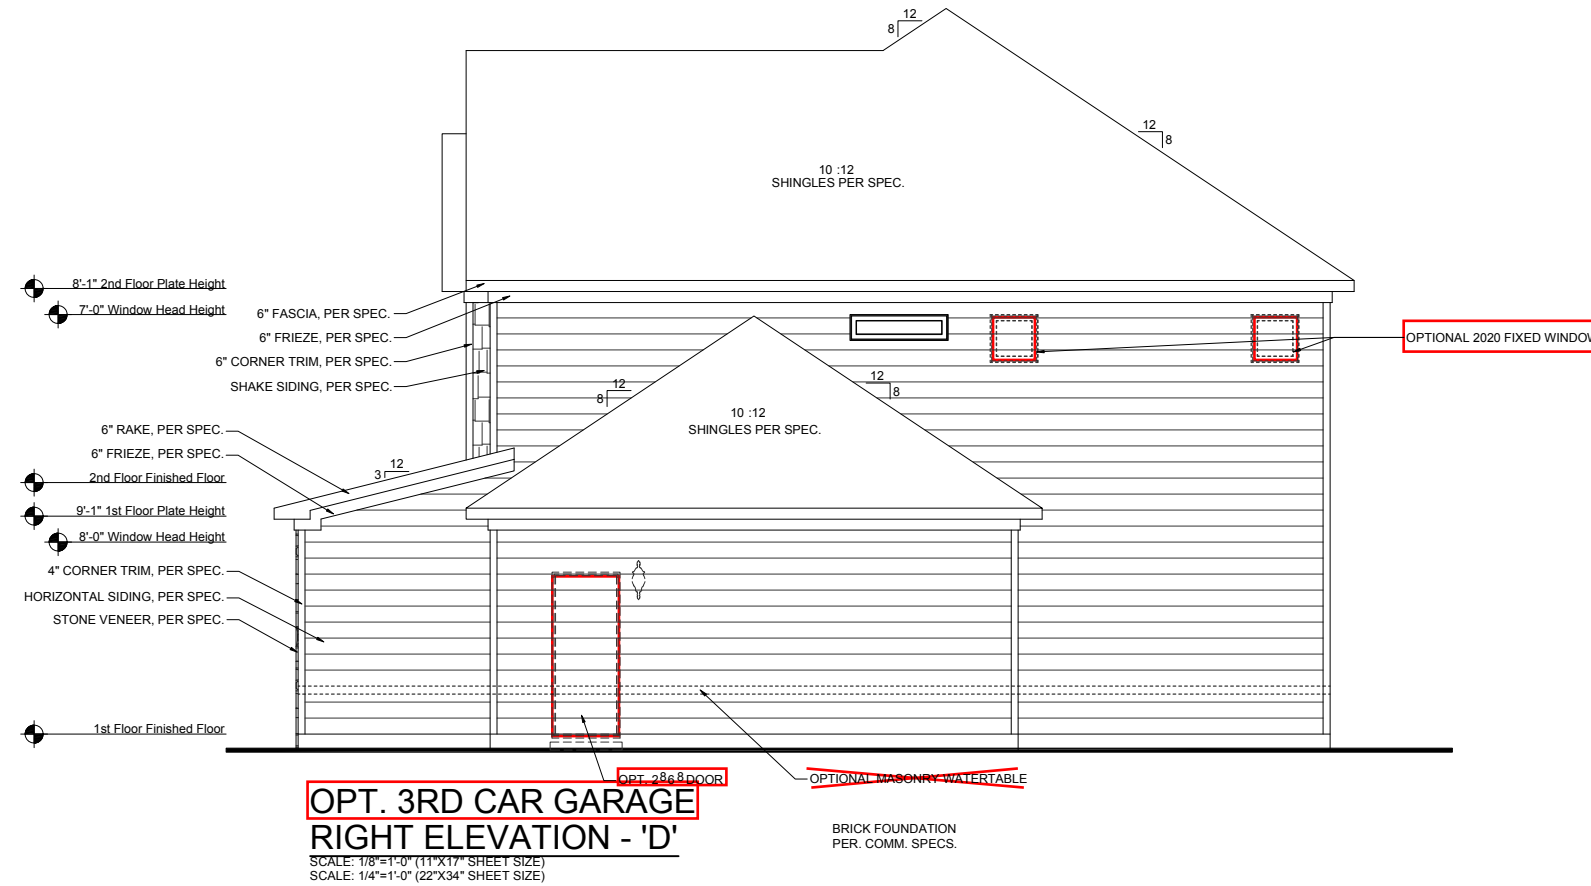 12
8
12
8
10 :12
SHINGLES PER SPEC.
8'-1" 2nd Floor Plate Height
7'-0" Window Head Height
6" FASCIA, PER SPEC.
6" FRIEZE, PER SPEC.
6" CORNER TRIM, PER SPEC.
SHAKE SIDING, PER SPEC.
OPTIONAL 2020 FIXED WINDOW
12
8
12
8
10 :12
SHINGLES PER SPEC.
6" RAKE, PER SPEC.
6" FRIEZE, PER SPEC.
12
3
2nd Floor Finished Floor
9'-1" 1st Floor Plate Height
8'-0" Window Head Height
4" CORNER TRIM, PER SPEC.
HORIZONTAL SIDING, PER SPEC.
STONE VENEER, PER SPEC.
1st Floor Finished Floor
OPT. 2868 DOOR
OPTIONAL MASONRY WATERTABLE
OPT. 3RD CAR GARAGE
RIGHT ELEVATION - 'D'
SCALE: 1/8"=1'-0" (11"X17" SHEET SIZE)
SCALE: 1/4"=1'-0" (22"X34" SHEET SIZE)
BRICK FOUNDATION
PER. COMM. SPECS.